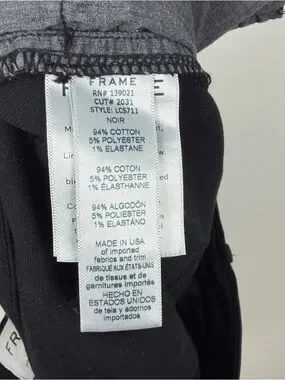 FRAME
RN# 139021
CUT# 2031
STYLE: LCS711
NOIR
94% COTTON
5% POLYESTER
1% ELASTANE
94% COTON
5% POLYESTER
1% ÉLASTHANNE
94% ALGODÓN
5% POLIESTER
1% ELASTÁNO
MADE IN USA
of imported
fabrics and trim
FABRIQUÉ AUX ÉTATS-UNIS
de tissus et de
garnitures importés
HECHO EN
ESTADOS UNIDOS
de tela y adornos
importados
FR